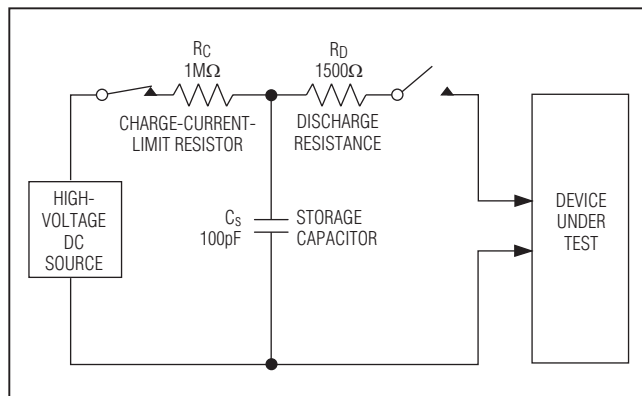 RC
1MΩ
CHARGE-CURRENT-
LIMIT RESISTOR
RD
1500Ω
DISCHARGE
RESISTANCE
HIGH-
VOLTAGE
DC
SOURCE
CS
100pF
STORAGE
CAPACITOR
DEVICE
UNDER
TEST